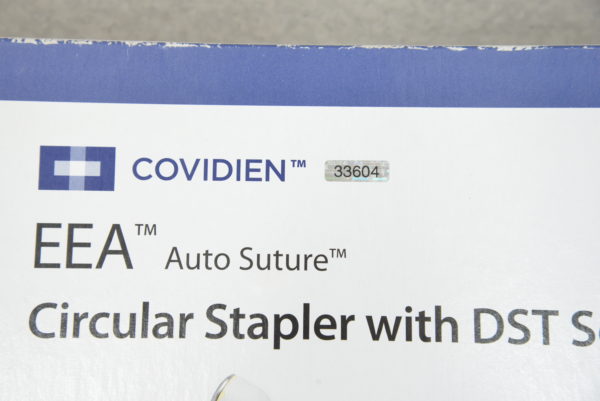 COVIDIEN™ 33604
EEA™ Auto Suture™
Circular Stapler with DST